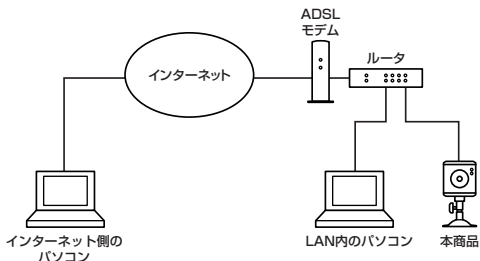 ADSL
モデム
ルータ
インターネット
インターネット側の
パソコン
LAN内のパソコン
本商品